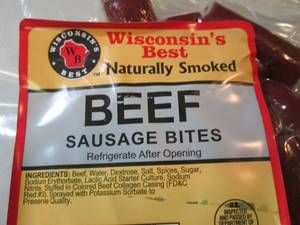 WISCONSIN'S
WB
BEST
TM
Wisconsin's
Best
Naturally Smoked
BEEF
SAUSAGE BITES
Refrigerate After Opening
INGREDIENTS: Beef, Water, Dextrose, Salt, Spices, Sugar,
Sodium Erythorbate, Lactic Acid Starter Culture, Sodium
Nitrite, Stuffed in Colored Beef Collagen Casing (FD&C
Red #3). Sprayed with Potassium Sorbate to
Preserve Quality.
U.S.
INSPECTED
AND PASSED BY
DEPARTMENT OF